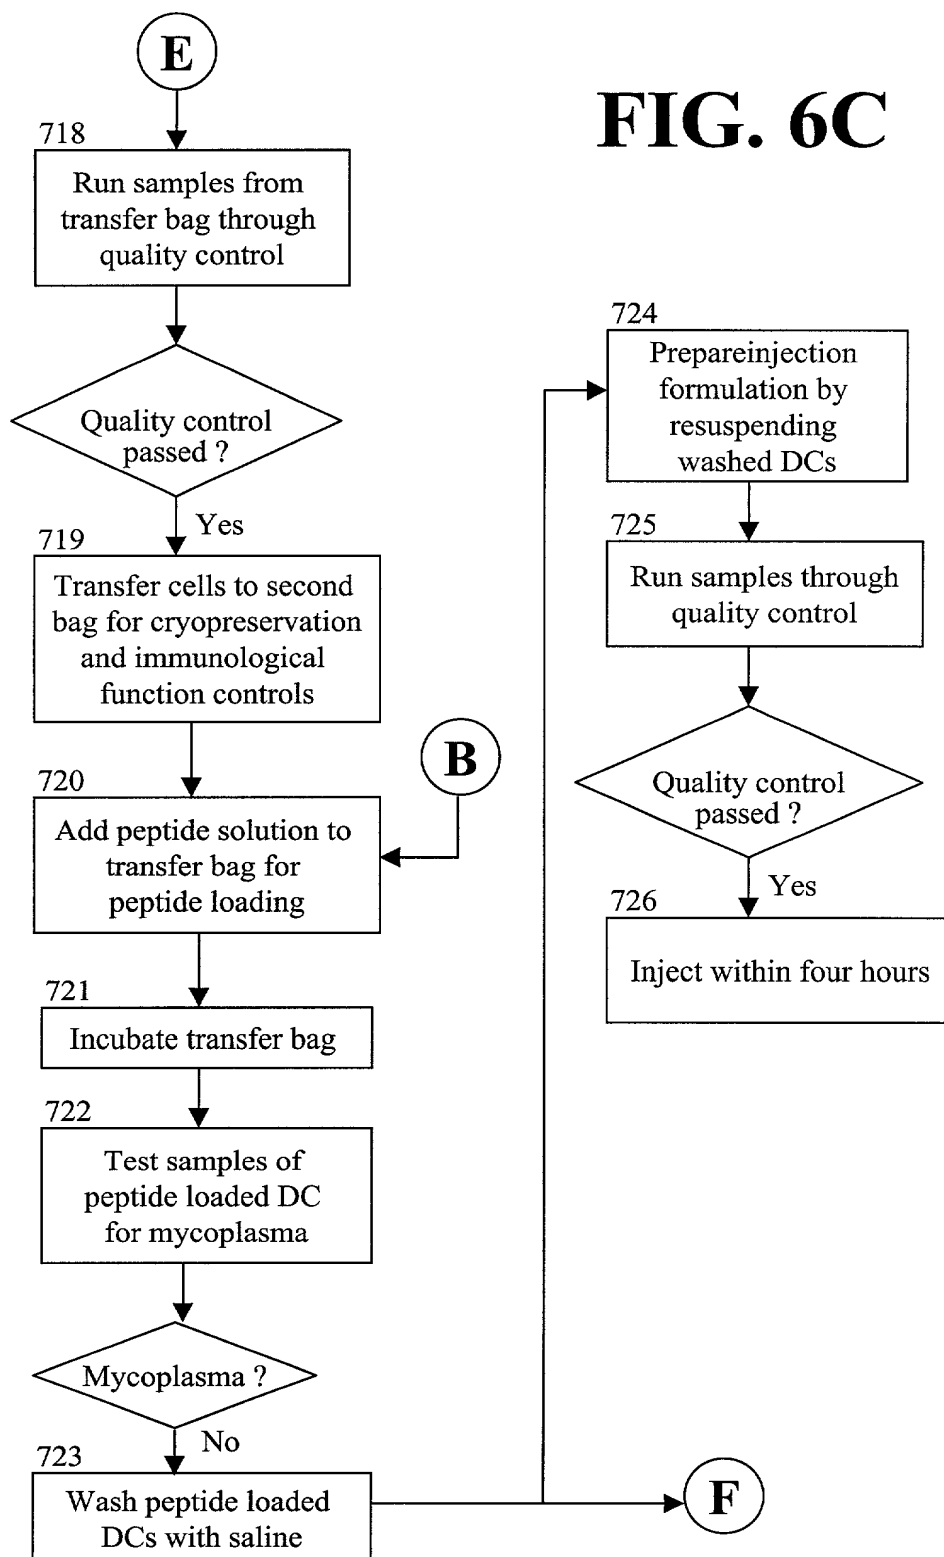 E
FIG. 6C
718
Run samples from
transfer bag through
quality control
Quality control
passed ?
Yes
719
Transfer cells to second
bag for cryopreservation
and immunological
function controls
B
720
Add peptide solution to
transfer bag for
peptide loading
721
Incubate transfer bag
722
Test samples of
peptide loaded DC
for mycoplasma
Mycoplasma ?
No
723
Wash peptide loaded
DCs with saline
F
724
Prepareinjection
formulation by
resuspending
washed DCs
725
Run samples through
quality control
Quality control
passed ?
Yes
726
Inject within four hours